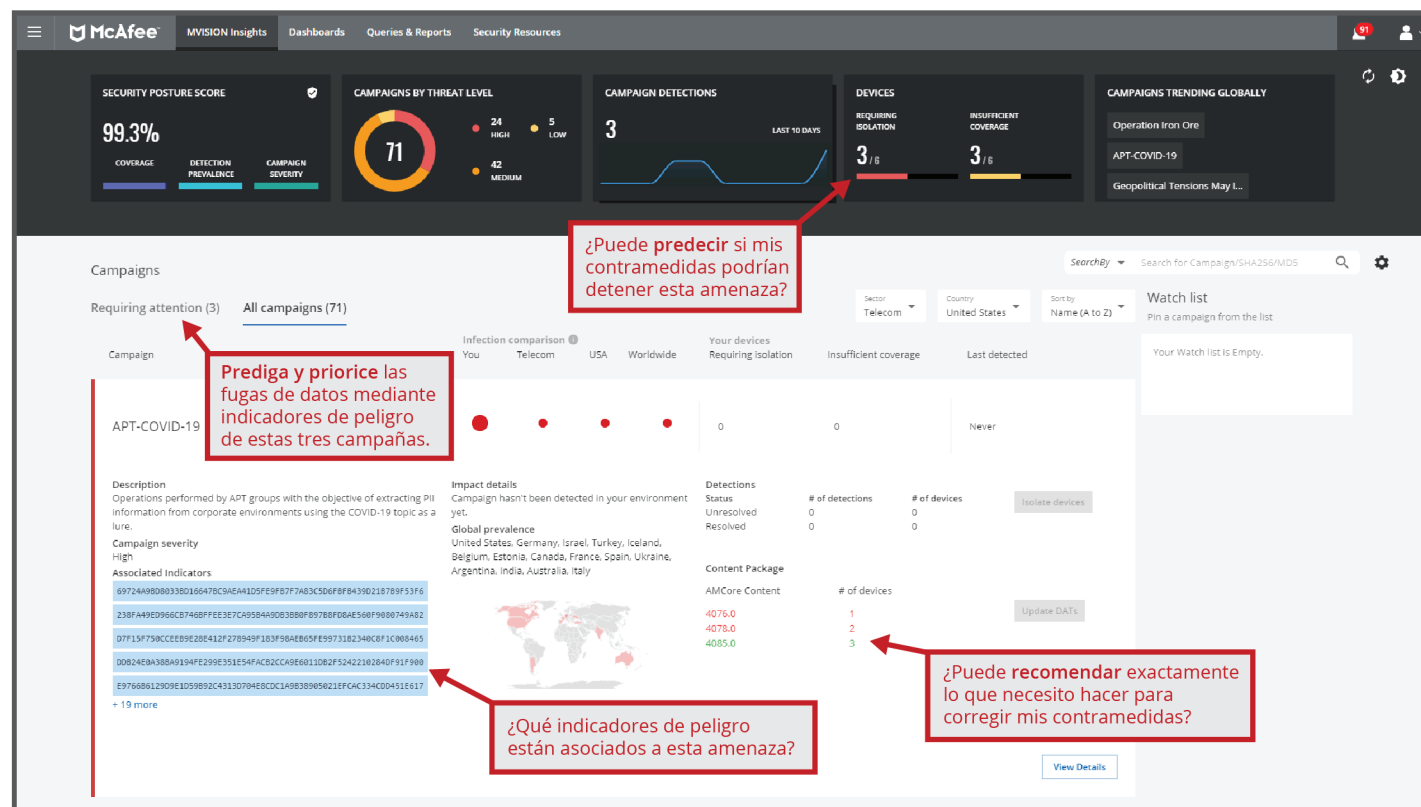 McAfee™
MVISION Insights Dashboards Queries & Reports Security Resources
91
SECURITY POSTURE SCORE
99.3%
COVERAGE DETECTION PREVALENCE CAMPAIGN SEVERITY
CAMPAIGNS BY THREAT LEVEL
71
24 HIGH
5 LOW
42 MEDIUM
CAMPAIGN DETECTIONS
3
LAST 10 DAYS
DEVICES
REQUIRING ISOLATION
3 / 6
INSUFFICIENT COVERAGE
3 / 6
CAMPAIGNS TRENDING GLOBALLY
Operation Iron Ore
APT-COVID-19
Geopolitical Tensions May I...
¿Puede predecir si mis
contramedidas podrían
detener esta amenaza?
Campaigns
SearchBy Search for Campaign/SHA256/MD5
Requiring attention (3) All campaigns (71)
Sector
Telecom
Country
United States
Sort by
Name (A to Z)
Watch list
Pin a campaign from the list
Your Watch list is Empty.
Campaign
Infection comparison
You Telecom USA Worldwide
Your devices
Requiring isolation Insufficient coverage Last detected
Prediga y priorice las
fugas de datos mediante
indicadores de peligro
de estas tres campañas.
APT-COVID-19
0 0 Never
Description
Operations performed by APT groups with the objective of extracting PII
information from corporate environments using the COVID-19 topic as a
lure.
Campaign severity
High
Associated Indicators
69724A9BD8033BD166478C9AEA41D5FE9F87F7A83C5D6F8FB439D218789F53F6
238FA49ED966CB746BFFEE3E7CA95B4A9DB3BB0F897B8FD8AE560F9080749A82
D7F15F750CCEEB9E28E412F278949F183F98AEB65FE99731B2340C8F1C008465
DDB24E0A38BA9194FE299E351E54FACB2CCA9E6011DB2F5242210284DF91F900
E976686129D9E1D59B92C4313D704E8CDC1A9B38905021EFCAC334CDD451E617
+ 19 more
Impact details
Campaign hasn't been detected in your environment
yet.
Global prevalence
United States, Germany, Israel, Turkey, Iceland,
Belgium, Estonia, Canada, France, Spain, Ukraine,
Argentina, India, Australia, Italy
Detections
Status # of detections # of devices
Unresolved 0 0
Resolved 0 0
Isolate devices
Content Package
AMCore Content # of devices
4076.0 1
4078.0 2
4085.0 3
Update DATs
¿Puede recomendar exactamente
lo que necesito hacer para
corregir mis contramedidas?
¿Qué indicadores de peligro
están asociados a esta amenaza?
View Details